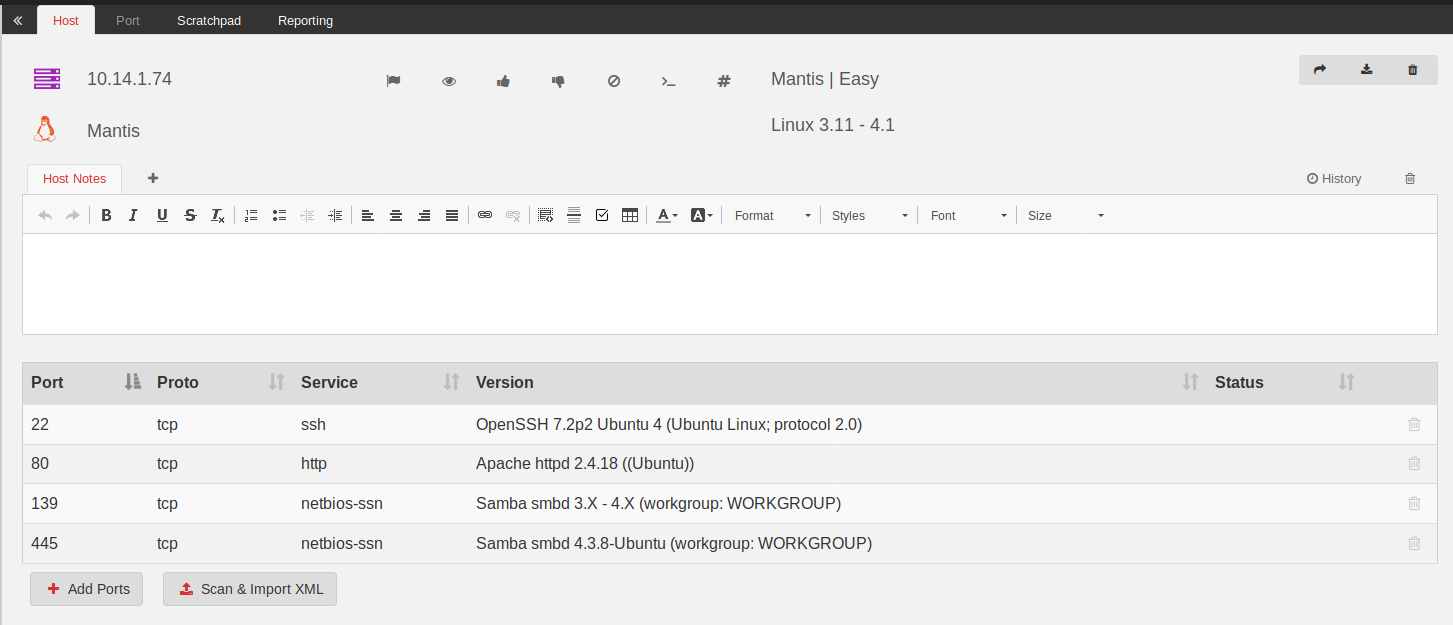 Host Port Scratchpad Reporting
10.14.1.74 Mantis | Easy
Mantis Linux 3.11 - 4.1
Host Notes History
Format Styles Font Size
Port Proto Service Version Status
22 tcp ssh OpenSSH 7.2p2 Ubuntu 4 (Ubuntu Linux; protocol 2.0)
80 tcp http Apache httpd 2.4.18 ((Ubuntu))
139 tcp netbios-ssn Samba smbd 3.X - 4.X (workgroup: WORKGROUP)
445 tcp netbios-ssn Samba smbd 4.3.8-Ubuntu (workgroup: WORKGROUP)
Add Ports Scan & Import XML